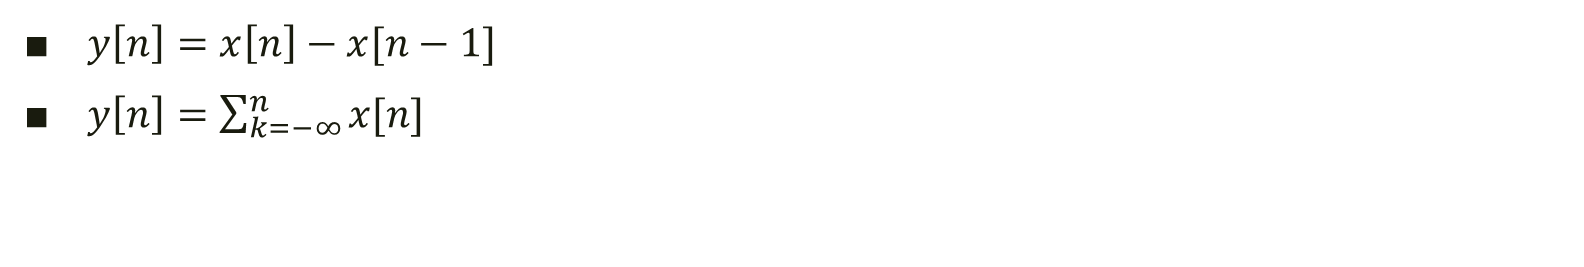 ■ y[n] = x[n] − x[n − 1]
■ y[n] = ∑ₖ₌₋∞ⁿ x[n]